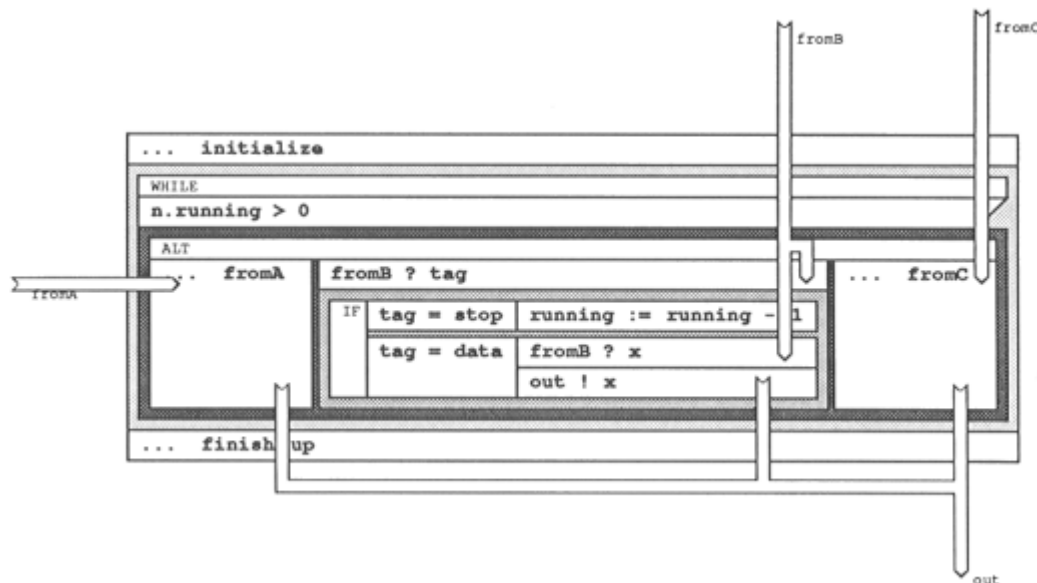 fromB
fromC
... initialize
WHILE
n.running > 0
ALT
... fromA
fromB ? tag
... fromC
fromA
IF
tag = stop
running := running - 1
tag = data
fromB ? x
out ! x
... finish up
out